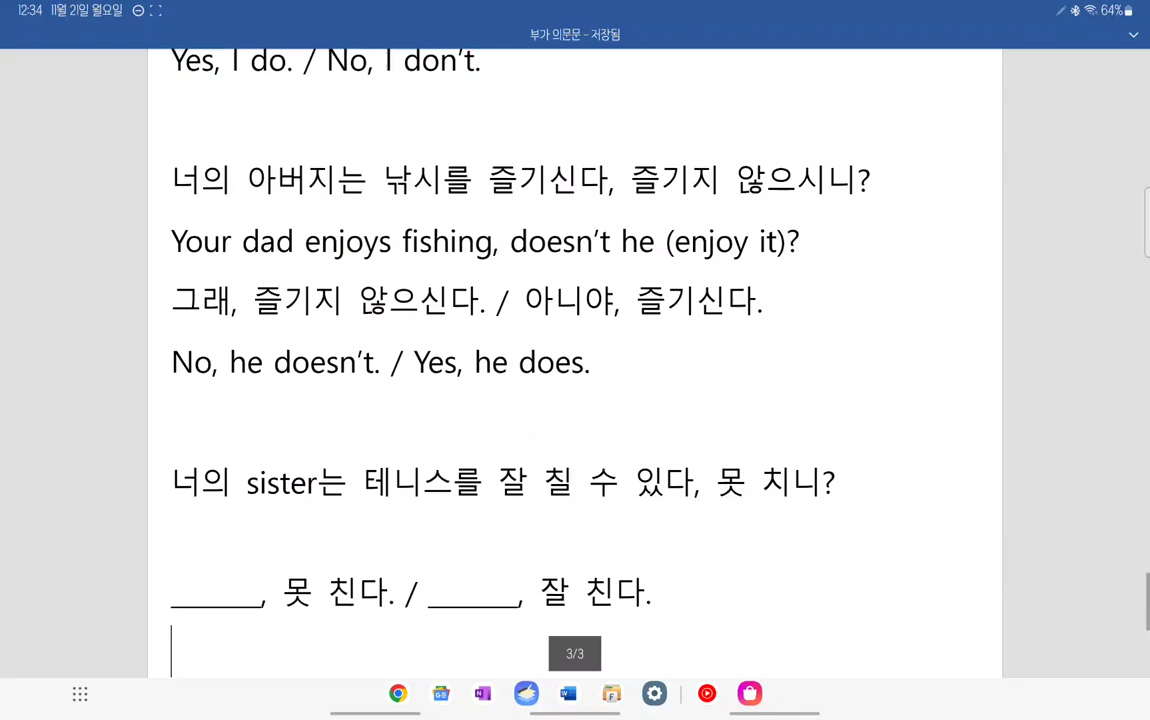 12:34 11월 21일 월요일
64%
부가 의문문 – 저장됨
Yes, I do. / No, I don't.
너의 아버지는 낚시를 즐기신다, 즐기지 않으시니?
Your dad enjoys fishing, doesn't he (enjoy it)?
그래, 즐기지 않으신다. / 아니야, 즐기신다.
No, he doesn't. / Yes, he does.
너의 sister는 테니스를 잘 칠 수 있다, 못 치니?
______, 못 친다. / ______, 잘 친다.
3/3